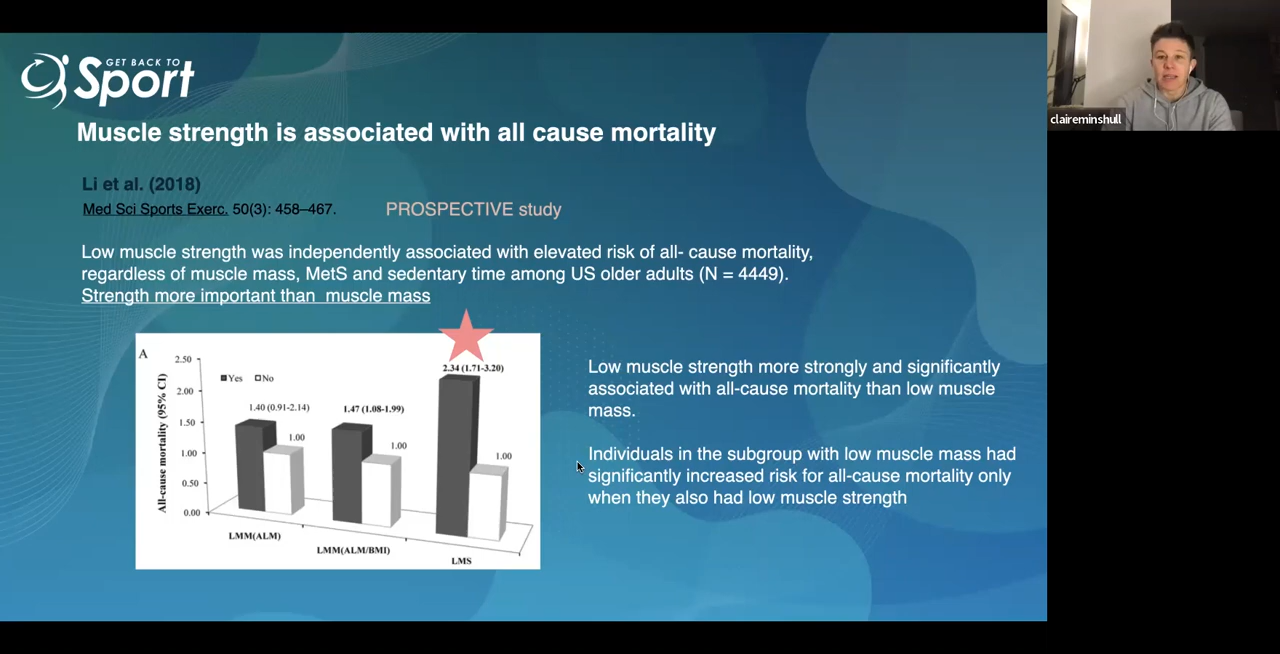 GET BACK TO
Sport
claireminshull
Muscle strength is associated with all cause mortality
Li et al. (2018)
Med Sci Sports Exerc. 50(3): 458–467.
PROSPECTIVE study
Low muscle strength was independently associated with elevated risk of all- cause mortality,
regardless of muscle mass, MetS and sedentary time among US older adults (N = 4449).
Strength more important than  muscle mass
A
All-cause mortality (95% CI)
2.50
2.00
1.50
1.00
0.50
0.00
Yes No
1.40 (0.91-2.14)
1.00
1.47 (1.08-1.99)
1.00
2.34 (1.71-3.20)
1.00
LMM(ALM)
LMM(ALM/BMI)
LMS
Low muscle strength more strongly and significantly
associated with all-cause mortality than low muscle
mass.
Individuals in the subgroup with low muscle mass had
significantly increased risk for all-cause mortality only
when they also had low muscle strength